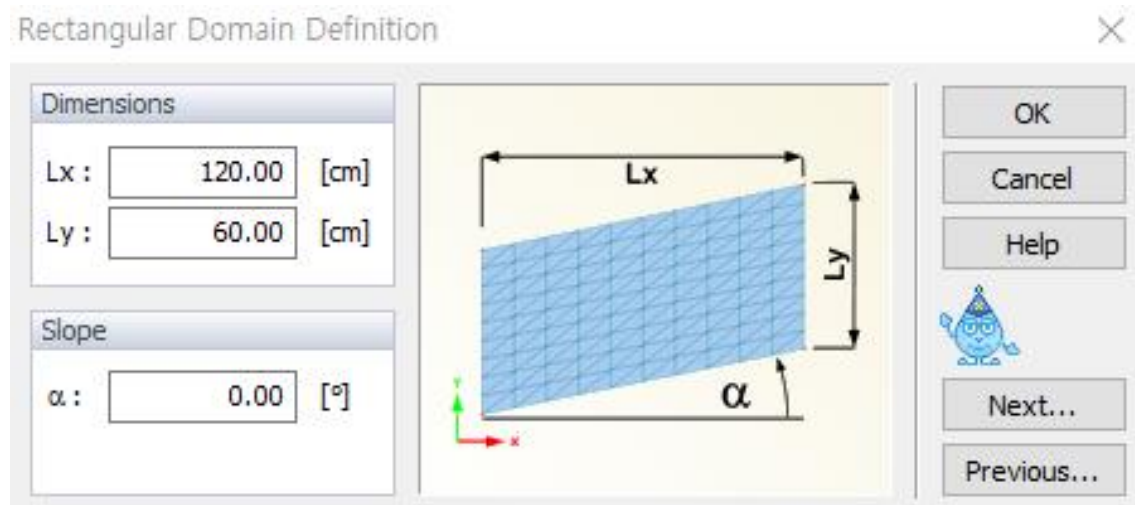 Rectangular Domain Definition
Dimensions
Lx : 120.00 [cm]
Ly : 60.00 [cm]
Slope
α : 0.00 [º]
Lx
Ly
α
Y
x
OK
Cancel
Help
Next...
Previous...